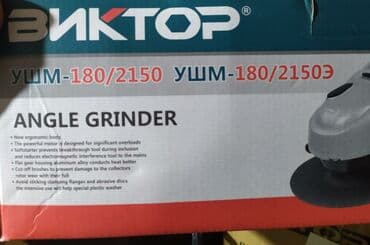 ВИКТОР®
УШМ-180/2150 УШМ-180/2150Э
ANGLE GRINDER
• New ergonomic body
• The powerful motor is designed for significant overloads
• Softstarter prevents breakthrough tool during inclusion
and reduces electromagnetic interference tool to the mains
• Flan gear housing aluminum alloy conducts heat better
• Cut-off brushes to prevent damage to the collectors
rotor wear with their full
• Avoid sticking clamping flanges and abrasive discs
the intensive use will help special plastic washer